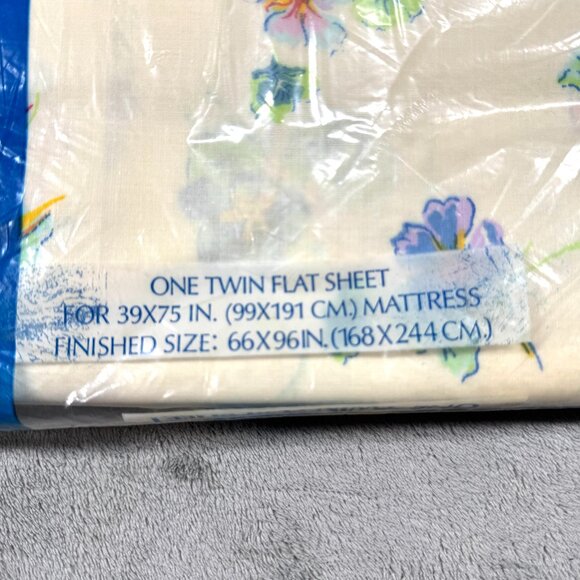 ONE TWIN FLAT SHEET
FOR 39X75 IN. (99X191 CM.) MATTRESS
FINISHED SIZE: 66X96IN. (168X244 CM.)